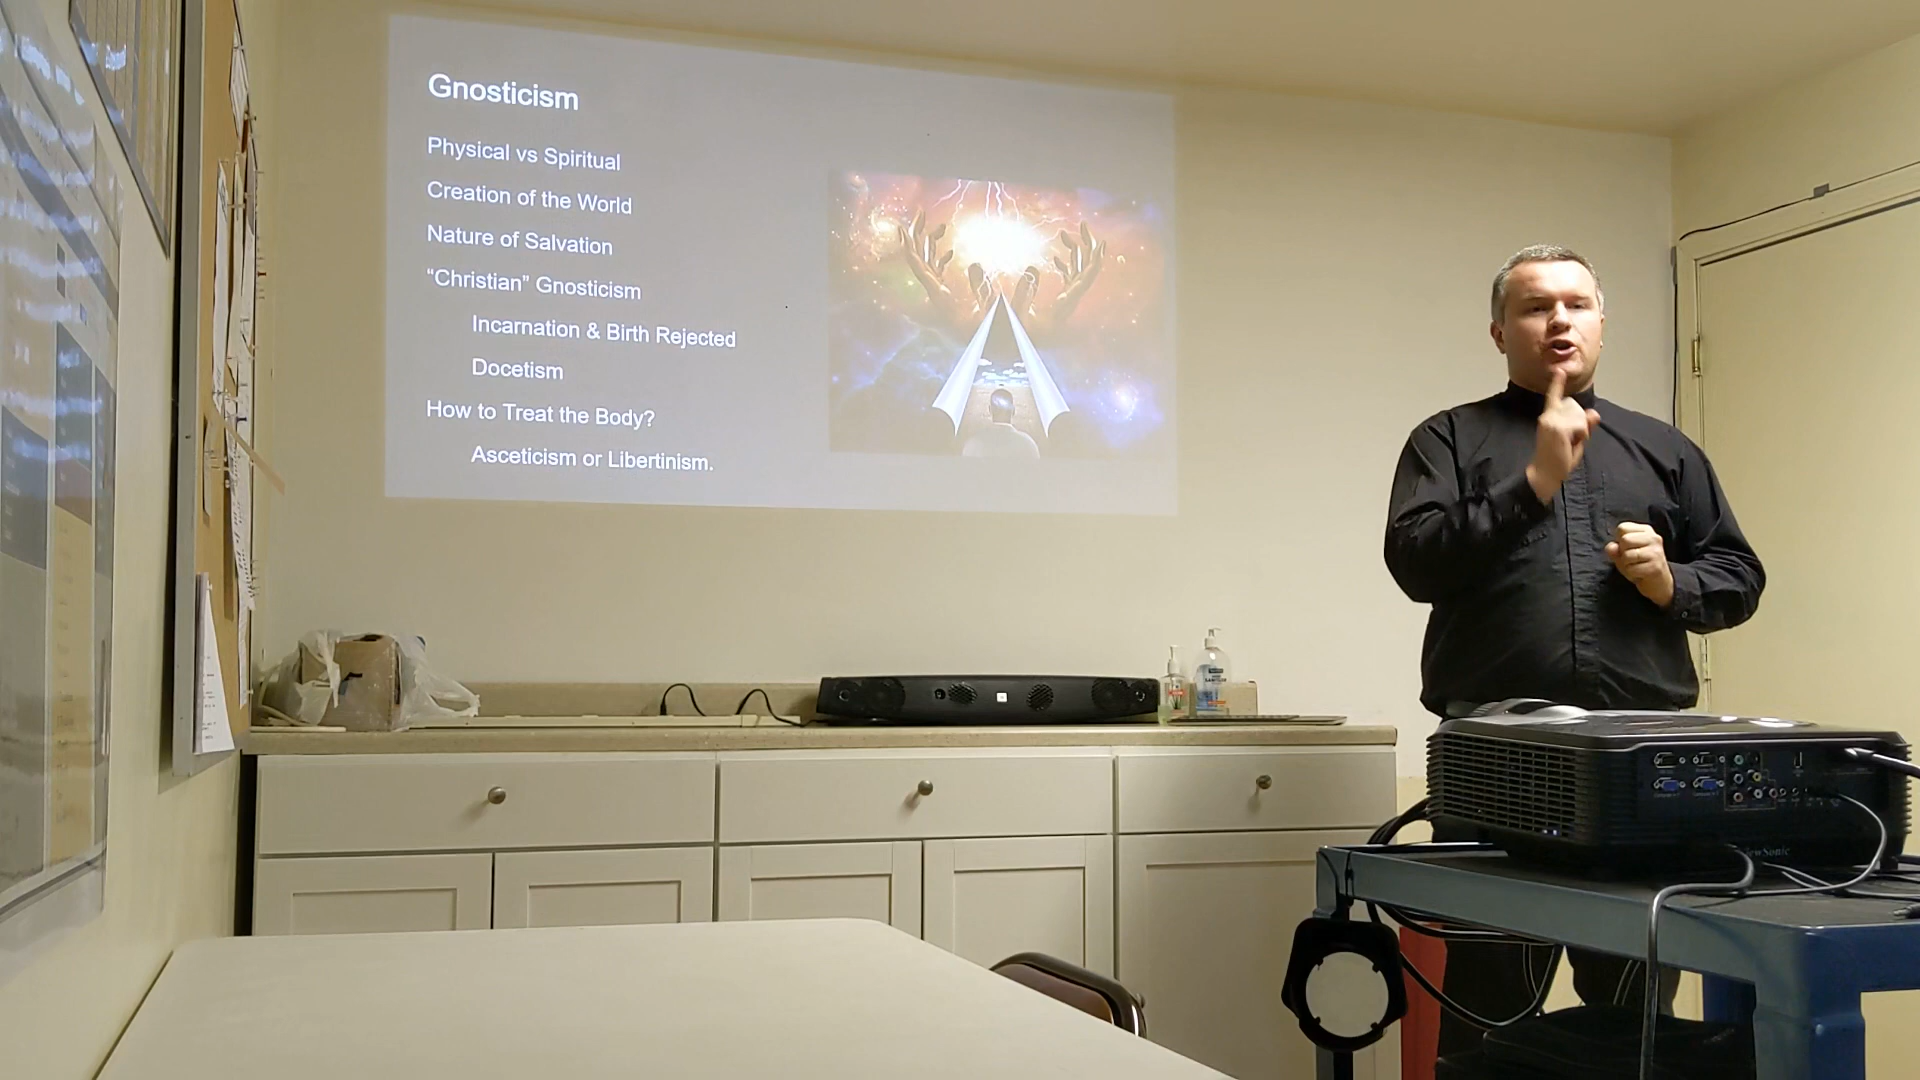 Gnosticism
Physical vs Spiritual
Creation of the World
Nature of Salvation
“Christian” Gnosticism
Incarnation & Birth Rejected
Docetism
How to Treat the Body?
Asceticism or Libertinism.
ViewSonic